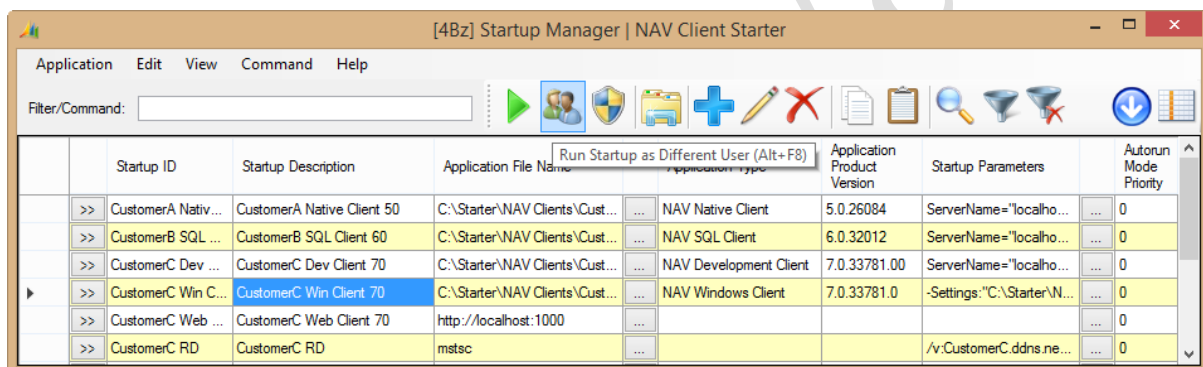 [4Bz] Startup Manager | NAV Client Starter
Application Edit View Command Help
Filter/Command:
Run Startup as Different User (Alt+F8)
Startup ID Startup Description Application File Name Application Type Application Product Version Startup Parameters Autorun Mode Priority
>> CustomerA Nativ... CustomerA Native Client 50 C:\Starter\NAV Clients\Cust... ... NAV Native Client 5.0.26084 ServerName="localho... ... 0
>> CustomerB SQL ... CustomerB SQL Client 60 C:\Starter\NAV Clients\Cust... ... NAV SQL Client 6.0.32012 ServerName="localho... ... 0
>> CustomerC Dev ... CustomerC Dev Client 70 C:\Starter\NAV Clients\Cust... ... NAV Development Client 7.0.33781.00 ServerName="localho... ... 0
>> CustomerC Win C... CustomerC Win Client 70 C:\Starter\NAV Clients\Cust... ... NAV Windows Client 7.0.33781.0 -Settings:"C:\Starter\N... ... 0
>> CustomerC Web ... CustomerC Web Client 70 http://localhost:1000 ... ... 0
>> CustomerC RD CustomerC RD mstsc ... /v:CustomerC.ddns.ne... ... 0